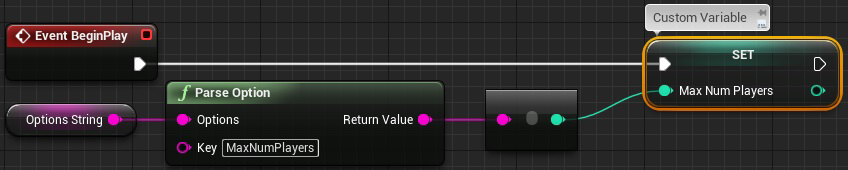 Custom Variable
Event BeginPlay
SET
Parse Option
Max Num Players
Options String
Options
Return Value
Key MaxNumPlayers